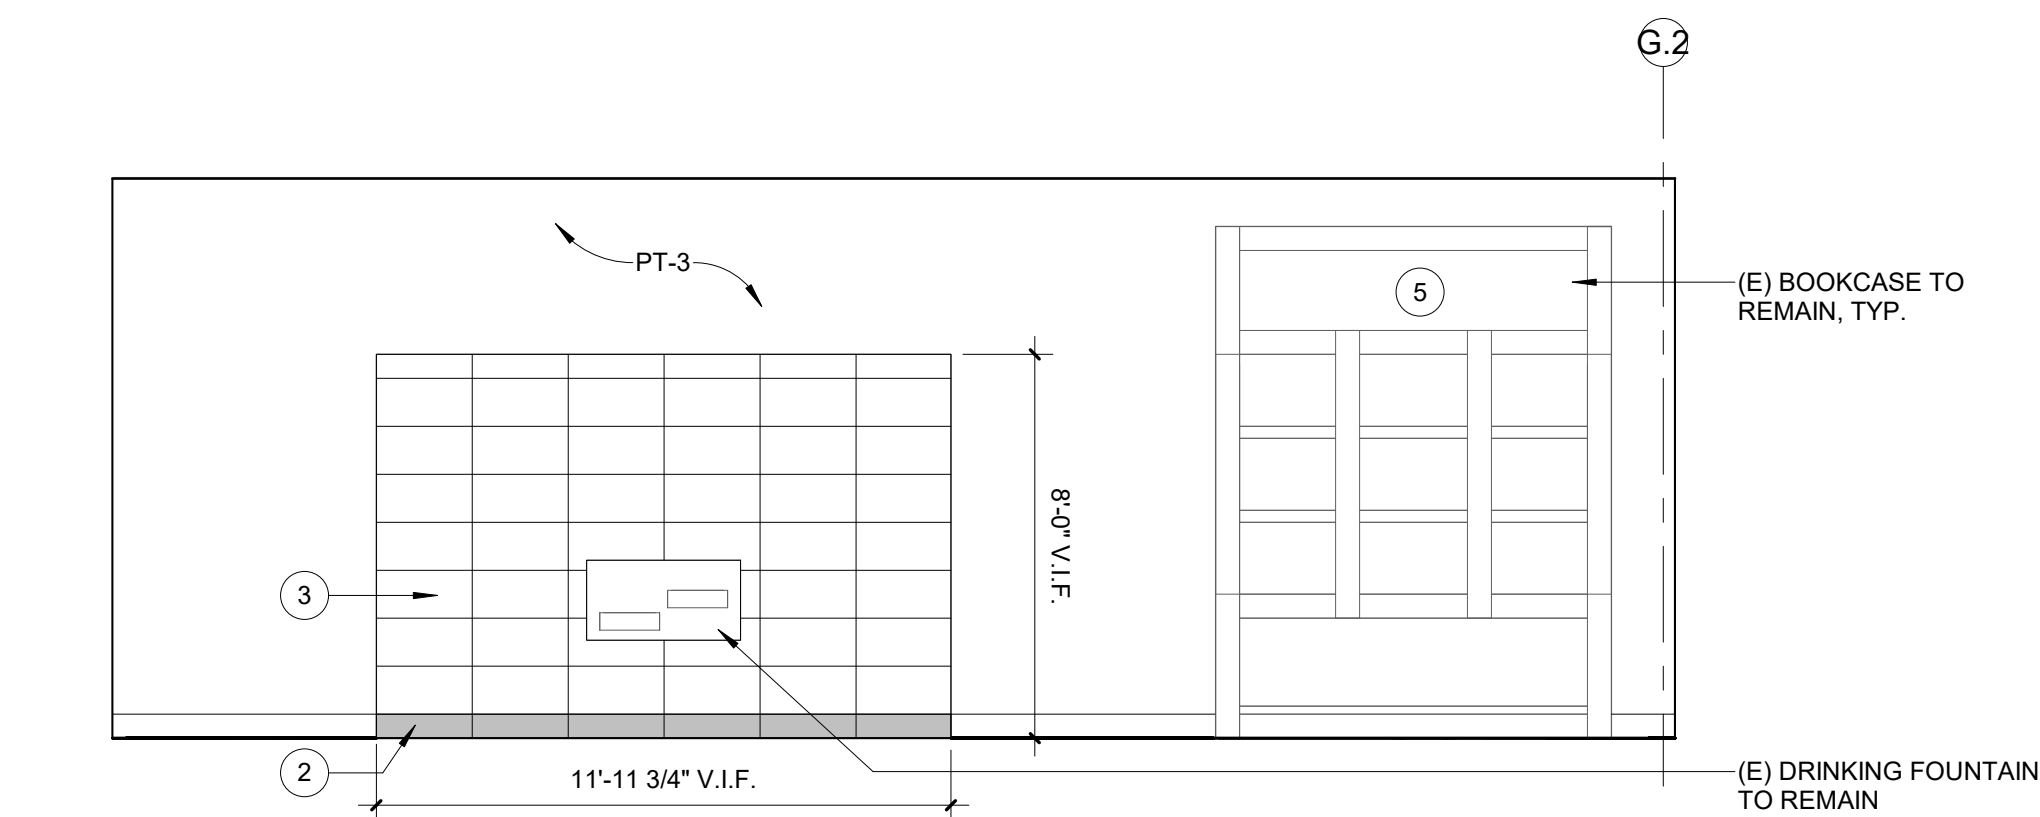 G.2
PT-3
5
(E) BOOKCASE TO
REMAIN, TYP.
8'-0" V.I.F.
3
2
11'-11 3/4" V.I.F.
(E) DRINKING FOUNTAIN
TO REMAIN